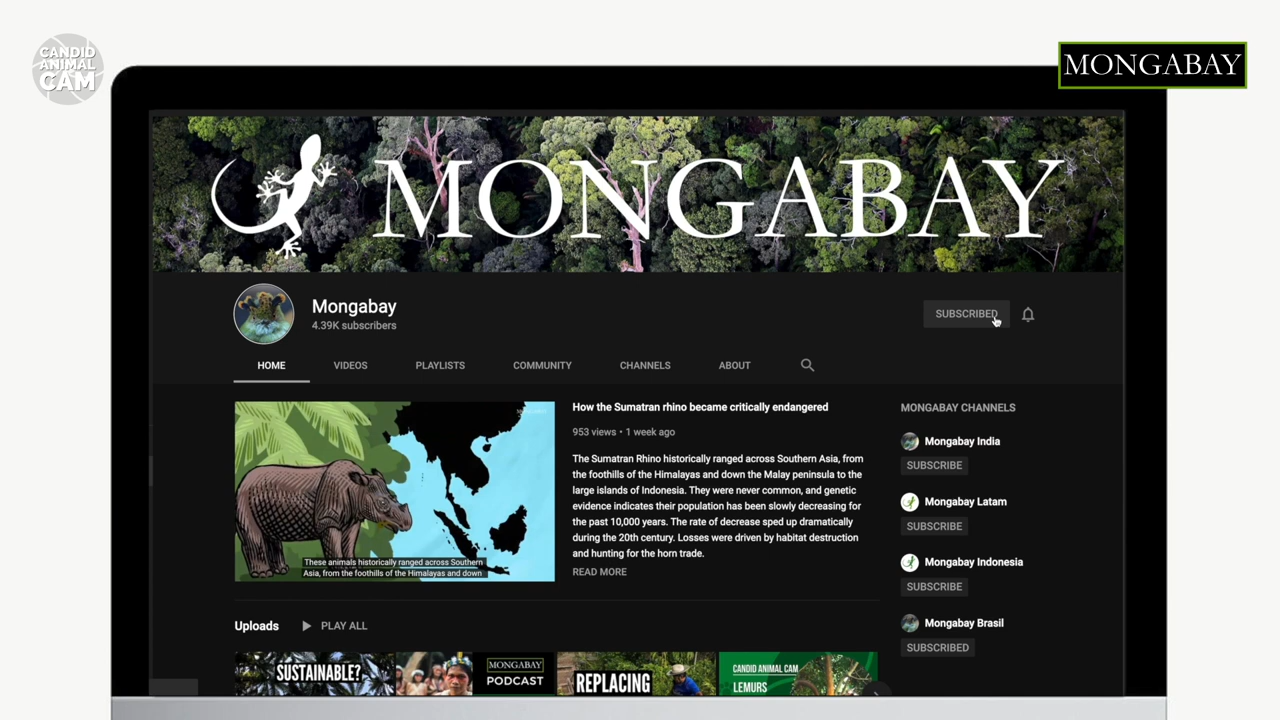 CANDID
ANIMAL
CAM
MONGABAY
MONGABAY
Mongabay
4.39K subscribers
SUBSCRIBED
HOME
VIDEOS
PLAYLISTS
COMMUNITY
CHANNELS
ABOUT
How the Sumatran rhino became critically endangered
953 views • 1 week ago
The Sumatran Rhino historically ranged across Southern Asia, from
the foothills of the Himalayas and down the Malay peninsula to the
large islands of Indonesia. They were never common, and genetic
evidence indicates their population has been slowly decreasing for
the past 10,000 years. The rate of decrease sped up dramatically
during the 20th century. Losses were driven by habitat destruction
and hunting for the horn trade.
READ MORE
These animals historically ranged across Southern
Asia, from the foothills of the Himalayas and down
MONGABAY CHANNELS
Mongabay India
SUBSCRIBE
Mongabay Latam
SUBSCRIBE
Mongabay Indonesia
SUBSCRIBE
Mongabay Brasil
SUBSCRIBED
Uploads
PLAY ALL
SUSTAINABLE?
MONGABAY
PODCAST
REPLACING
CANDID ANIMAL CAM
LEMURS